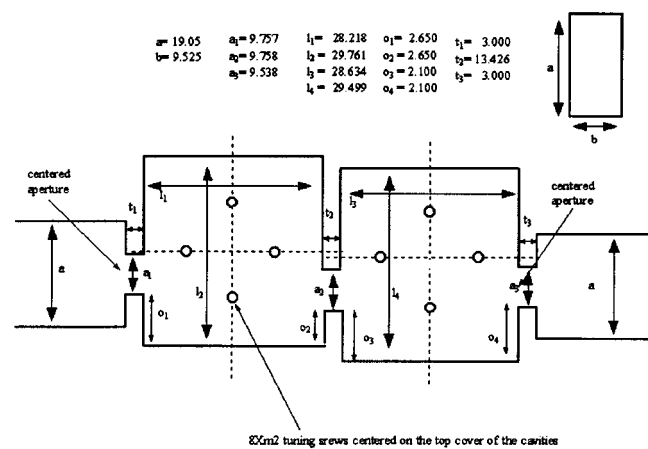 a= 19.05 a1= 9.757 l1= 28.218 o1= 2.650 t1= 3.000
b= 9.525 a2= 9.758 l2= 29.761 o2= 2.650 t2= 13.426
a3= 9.538 l3= 28.634 o3= 2.100 t3= 3.000
l4= 29.499 o4= 2.100
a
b
centered
aperture
centered
aperture
t1
l1
t2
l3
t3
a
a1
l2
a2
l4
a3
a
o1
o2
o3
o4
8Xm2 tuning srews centered on the top cover of the cavities